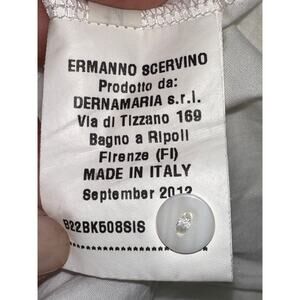 ERMANNO SCERVINO
Prodotto da:
DERNAMARIA s.r.l.
Via di Tizzano 169
Bagno a Ripoli
Firenze (FI)
MADE IN ITALY
September 2012
B22BK508SIS